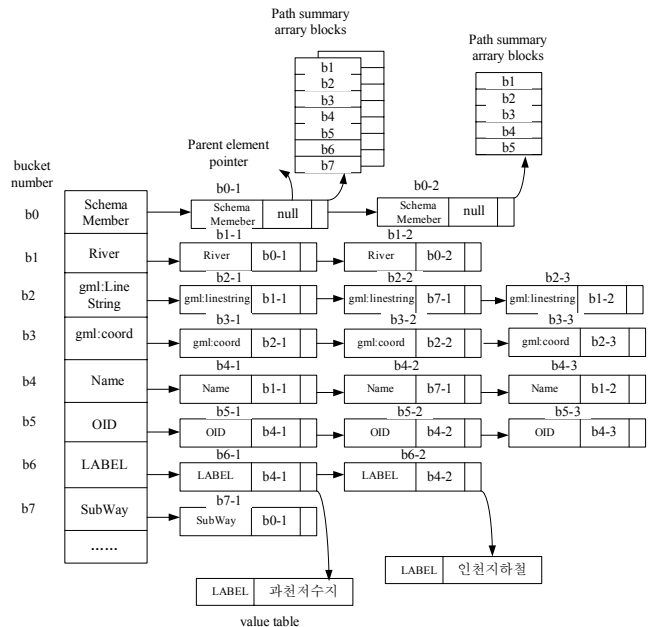 Path summary
arrary blocks
b1
b2
b3
b4
b5
b6
b7
Path summary
arrary blocks
b1
b2
b3
b4
b5
Parent element
pointer
bucket
number
b0
Schema
Member
b0-1
Schema
Memeber
null
b0-2
Schema
Memeber
null
b1
River
b1-1
River
b0-1
b1-2
River
b0-2
b2
gml:Line
String
b2-1
gml:linestring
b1-1
b2-2
gml:linestring
b7-1
b2-3
gml:linestring
b1-2
b3
gml:coord
b3-1
gml:coord
b2-1
b3-2
gml:coord
b2-2
b3-3
gml:coord
b2-3
b4
Name
b4-1
Name
b1-1
b4-2
Name
b7-1
b4-3
Name
b1-2
b5
OID
b5-1
OID
b4-1
b5-2
OID
b4-2
b5-3
OID
b4-3
b6
LABEL
b6-1
LABEL
b4-1
b6-2
LABEL
b4-2
b7
SubWay
b7-1
SubWay
b0-1
......
LABEL
인천지하철
LABEL
과천저수지
value table